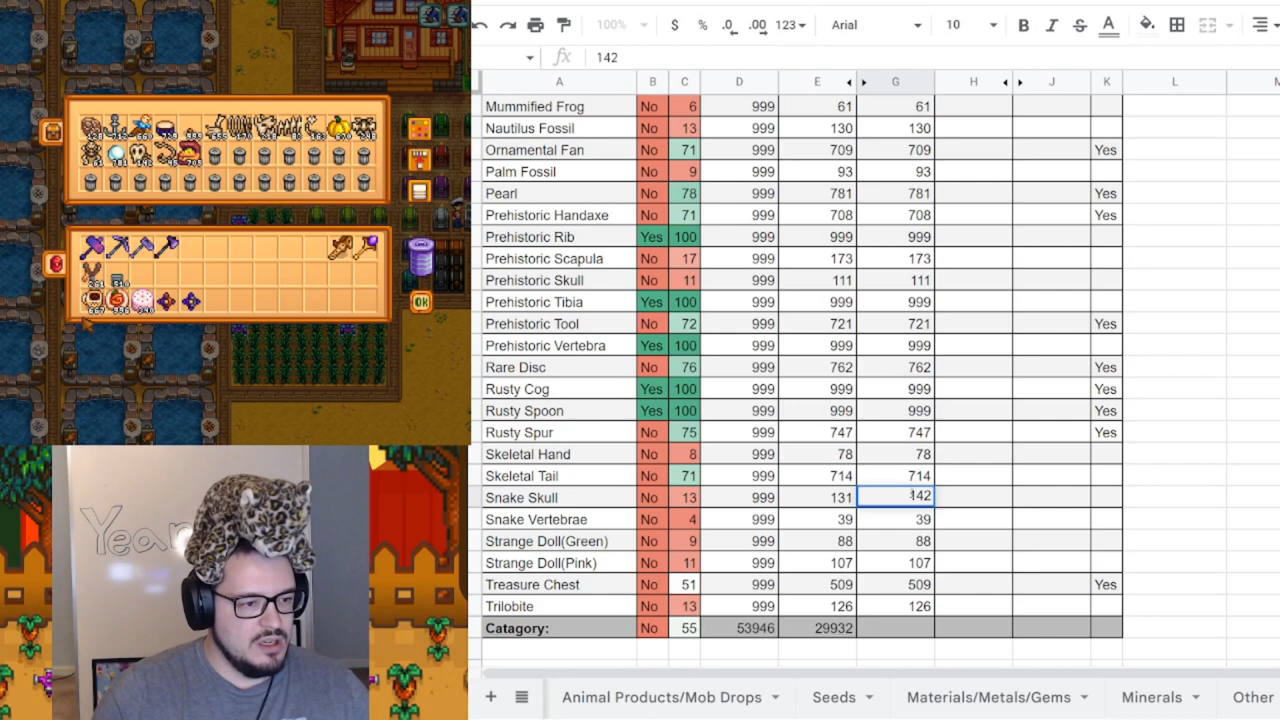 100% $ % .0 .00 123 Arial 10 B I S A
fx 142
A B C D E G H J K L
Mummified Frog No 6 999 61 61
Nautilus Fossil No 13 999 130 130
Ornamental Fan No 71 999 709 709 Yes
Palm Fossil No 9 999 93 93
Pearl No 78 999 781 781 Yes
Prehistoric Handaxe No 71 999 708 708 Yes
Prehistoric Rib Yes 100 999 999 999
Prehistoric Scapula No 17 999 173 173
Prehistoric Skull No 11 999 111 111
Prehistoric Tibia Yes 100 999 999 999
Prehistoric Tool No 72 999 721 721 Yes
Prehistoric Vertebra Yes 100 999 999 999
Rare Disc No 76 999 762 762 Yes
Rusty Cog Yes 100 999 999 999 Yes
Rusty Spoon Yes 100 999 999 999 Yes
Rusty Spur No 75 999 747 747 Yes
Skeletal Hand No 8 999 78 78
Skeletal Tail No 71 999 714 714
Snake Skull No 13 999 131 142
Snake Vertebrae No 4 999 39 39
Strange Doll(Green) No 9 999 88 88
Strange Doll(Pink) No 11 999 107 107
Treasure Chest No 51 999 509 509 Yes
Trilobite No 13 999 126 126
Catagory: No 55 53946 29932
Animal Products/Mob Drops Seeds Materials/Metals/Gems Minerals Other
Ok
Year